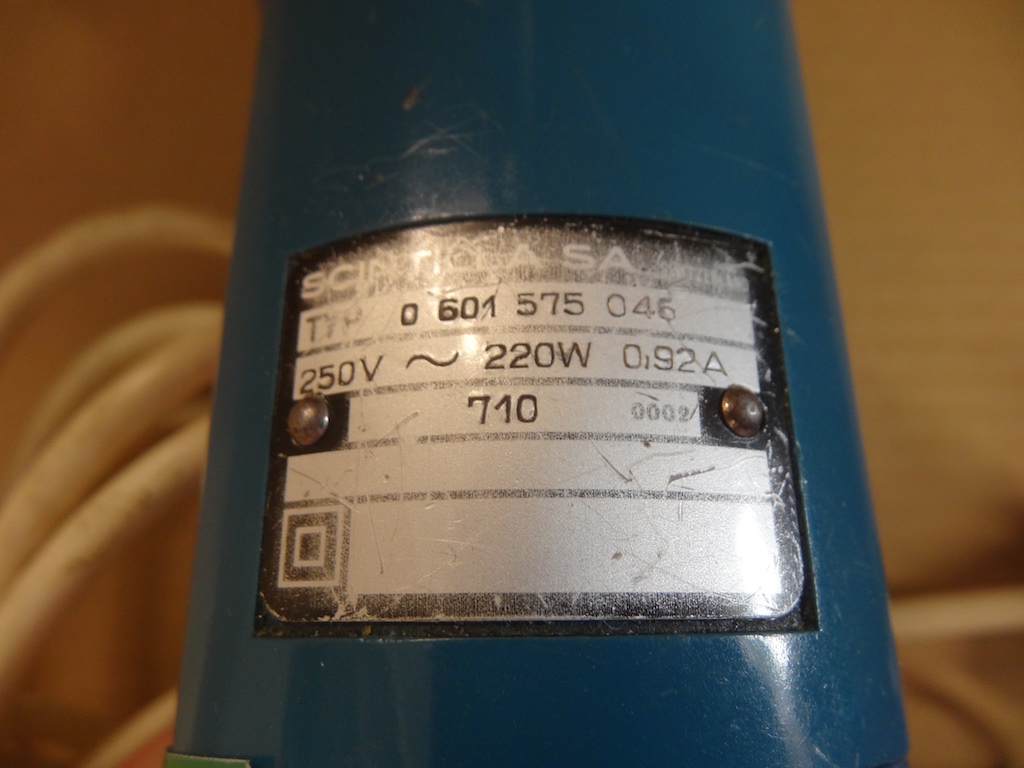 SCINTILLA SA
TYP 0 601 575 046
250V ~ 220W 0,92A
710 0002